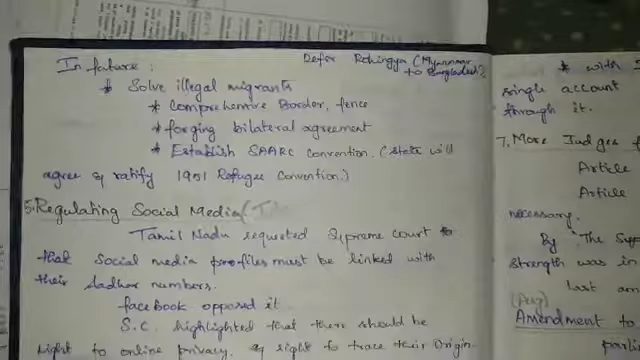 Refer Rohingya (Myanmar
to Bangladesh)
In future :
* Solve illegal migrants
* Comprehensive Border, fence
* forging bilateral agreement
* Establish SAARC convention. (state will
agree & ratify 1951 Refugee Convention.)
5. Regulating Social Media
Tamil Nadu requested Supreme court to
that social media profiles must be linked with
their Aadhar numbers.
facebook opposed it.
S.C. highlighted that there should be
right to online privacy. & right to trace their origin.
* with
single account
through it.
7. More Judges
Article
Article
necessary.
By "The Supp
strength was in
last am
(Aug)
Amendment to
parli